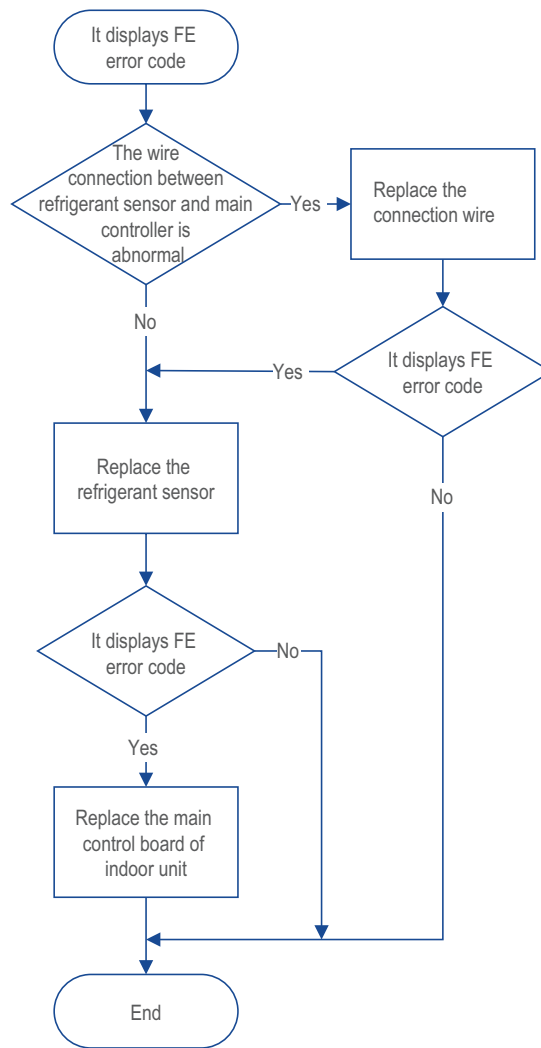 It displays FE
error code
The wire
connection between
refrigerant sensor and main
controller is
abnormal
Yes
Replace the
connection wire
No
Yes
It displays FE
error code
Replace the
refrigerant sensor
No
It displays FE
error code
No
Yes
Replace the main
control board of
indoor unit
End